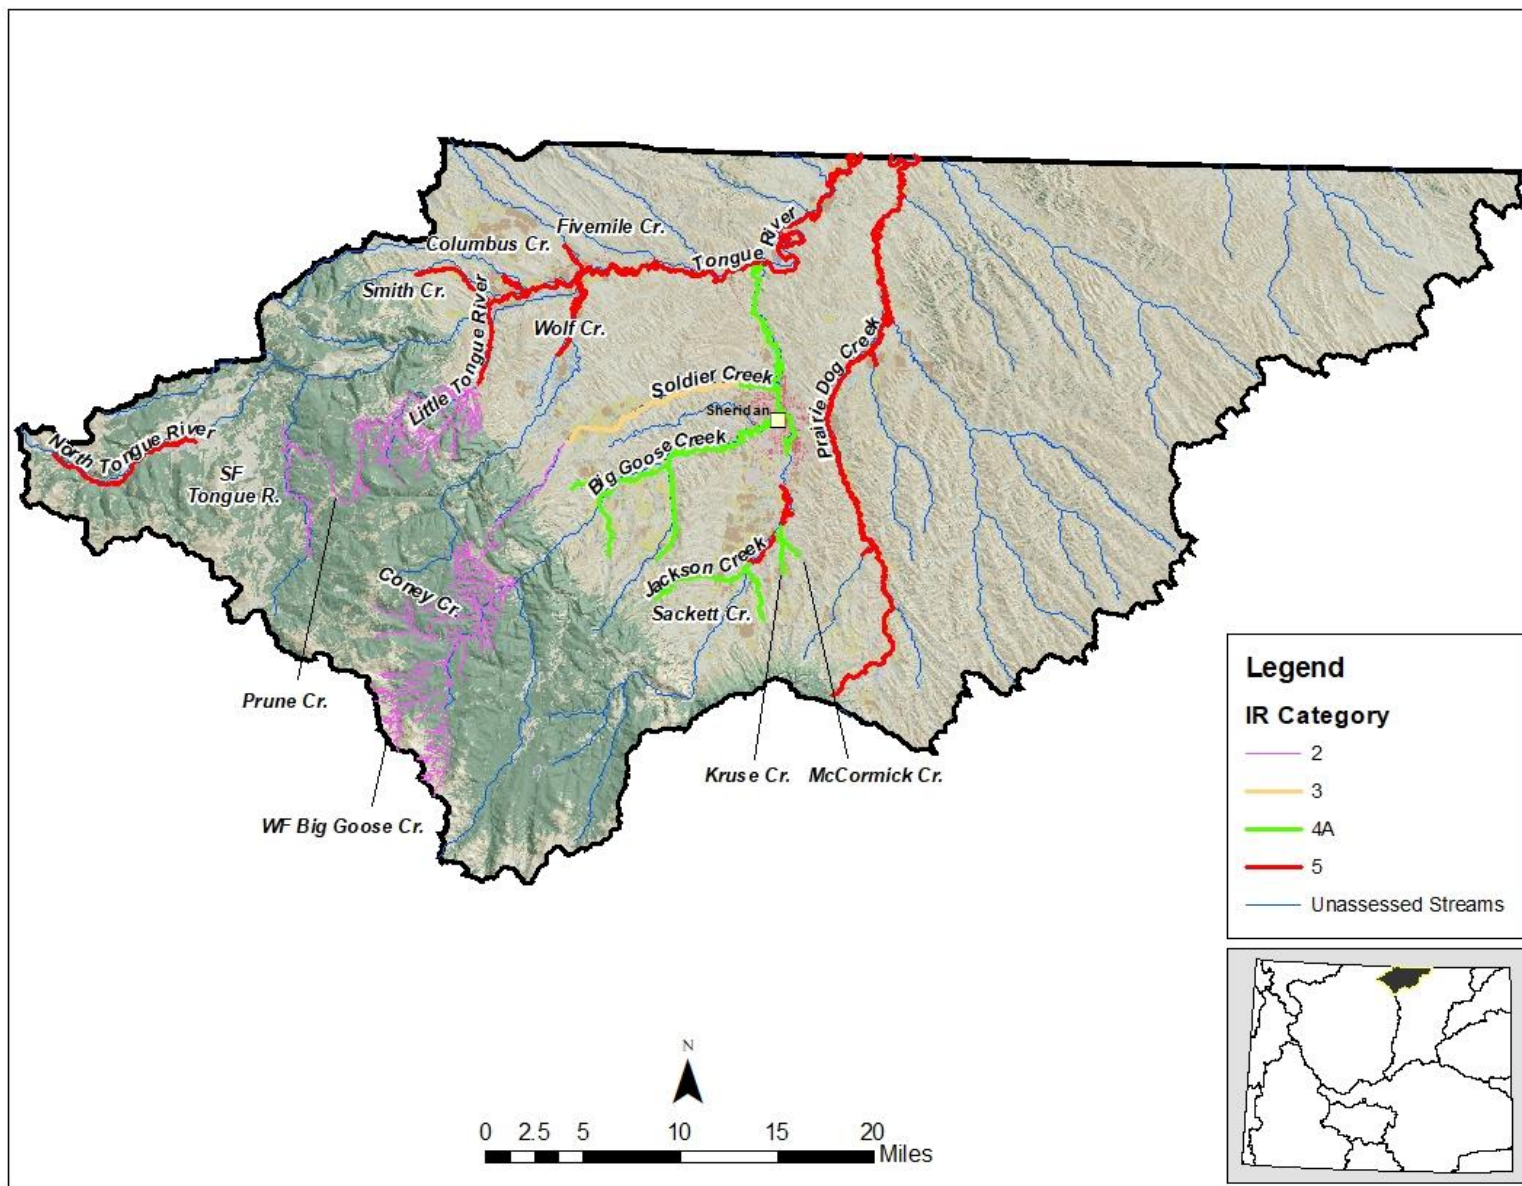 Fivemile Cr.
Columbus Cr.
Tongue River
Smith Cr.
Little Tongue River
Wolf Cr.
Prairie Dog Creek
Soldier Creek
Sheridan
North Tongue River
Big Goose Creek
SF
Tongue R.
Jackson Creek
Coney Cr.
Sackett Cr.
Prune Cr.
Kruse Cr.
McCormick Cr.
WF Big Goose Cr.
Legend
IR Category
2
3
4A
5
Unassessed Streams
N
0 2.5 5 10 15 20
Miles